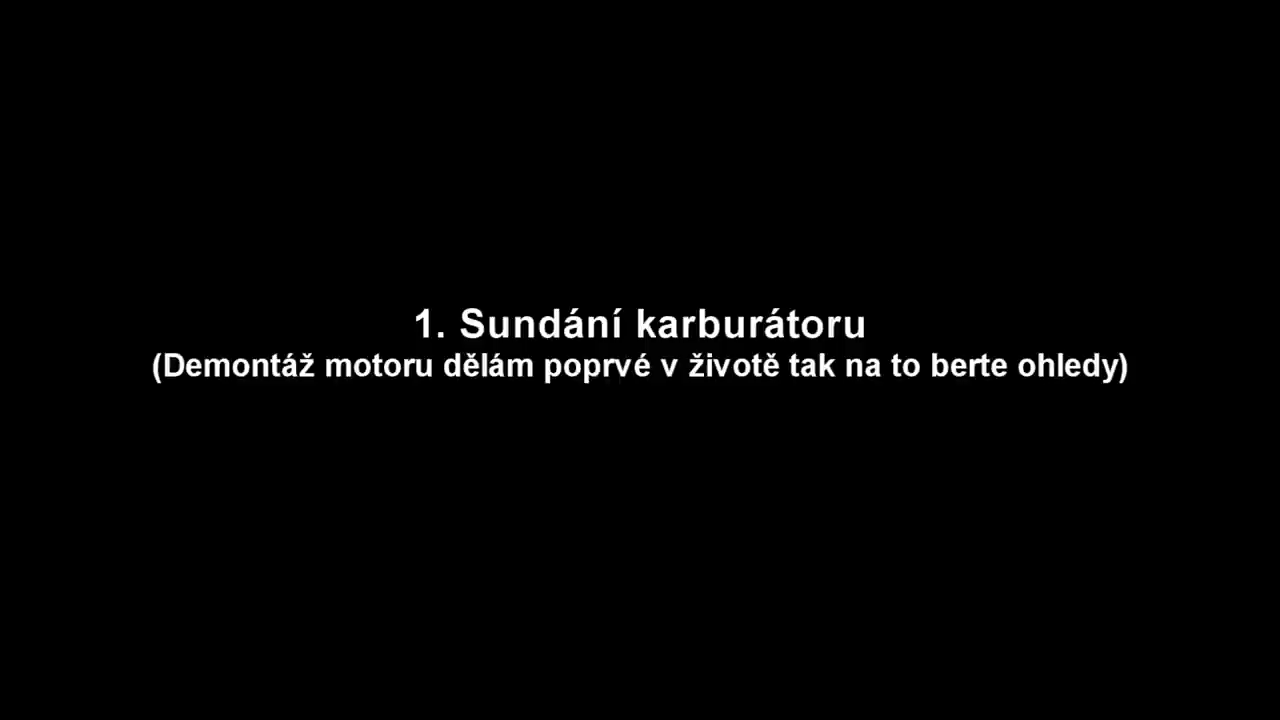 1. Sundání karburátoru
(Demontáž motoru dělám poprvé v životě tak na to berte ohledy)